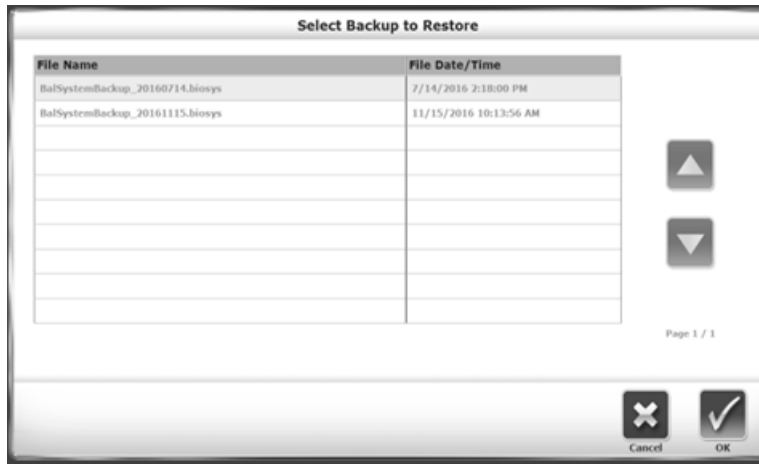 Select Backup to Restore
File Name File Date/Time
BalSystemBackup_20160714.biosys 7/14/2016 2:18:00 PM
BalSystemBackup_20161115.biosys 11/15/2016 10:13:56 AM
Page 1 / 1
Cancel OK